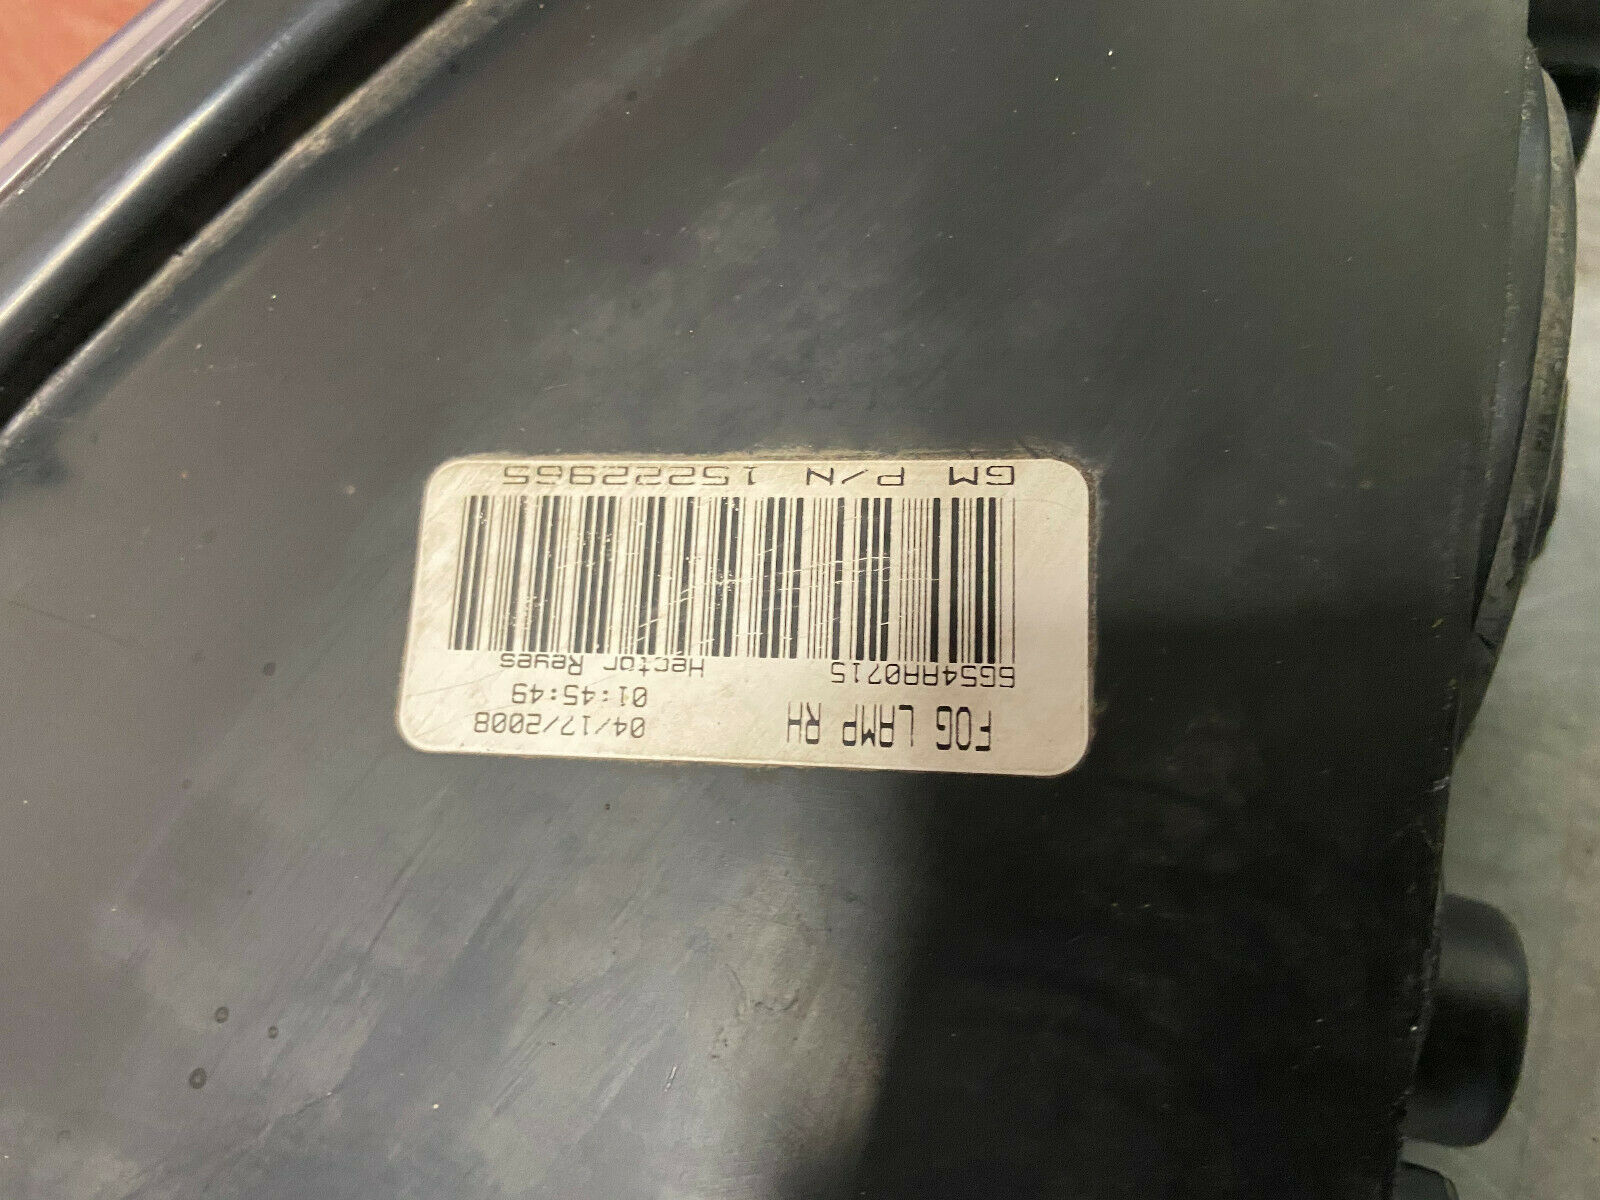 FOG LAMP RH 04/17/2008
01:45:49
6G54AA0715 Hector Reyes
GM P/N 15222965